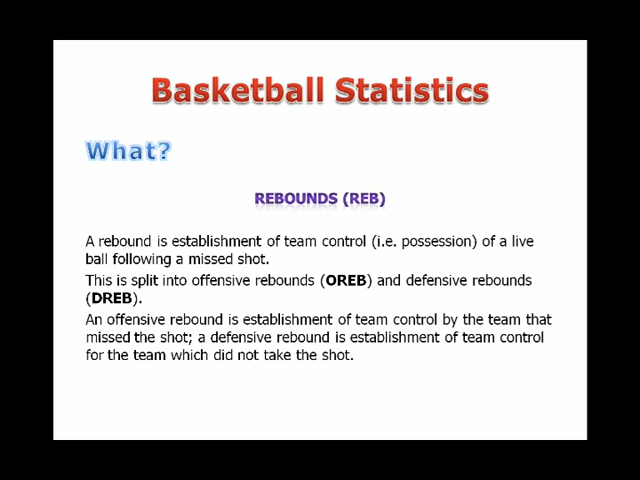 Basketball Statistics
What?
REBOUNDS (REB)
A rebound is establishment of team control (i.e. possession) of a live
ball following a missed shot.
This is split into offensive rebounds (OREB) and defensive rebounds
(DREB).
An offensive rebound is establishment of team control by the team that
missed the shot; a defensive rebound is establishment of team control
for the team which did not take the shot.